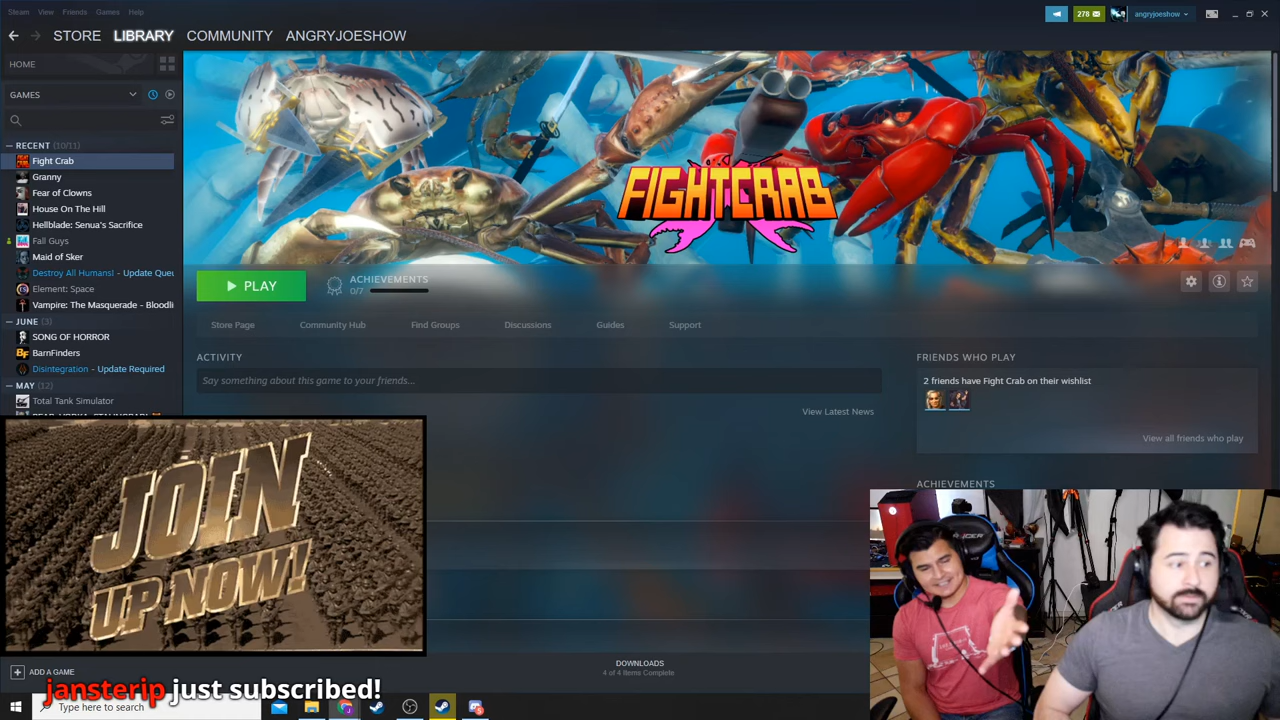 Steam View Friends Games Help
278 angryjoeshow
STORE LIBRARY COMMUNITY ANGRYJOESHOW
HOME
GAMES
RECENT (10/11)
Fight Crab
Granny
Fear of Clowns
House On The Hill
Hellblade: Senua's Sacrifice
Fall Guys
Maid of Sker
Destroy All Humans! - Update Queu
Element: Space
Vampire: The Masquerade - Bloodli
JUNE (3)
SONG OF HORROR
BarnFinders
Disintegration - Update Required
MAY (12)
Total Tank Simulator
FIGHTCRAB
PLAY
ACHIEVEMENTS
0/7
Store Page Community Hub Find Groups Discussions Guides Support
ACTIVITY
Say something about this game to your friends...
View Latest News
FRIENDS WHO PLAY
2 friends have Fight Crab on their wishlist
View all friends who play
ACHIEVEMENTS
JOIN
UP NOW!
ADD A GAME
DOWNLOADS
4 of 4 Items Complete
jansterip just subscribed!
Type here to search